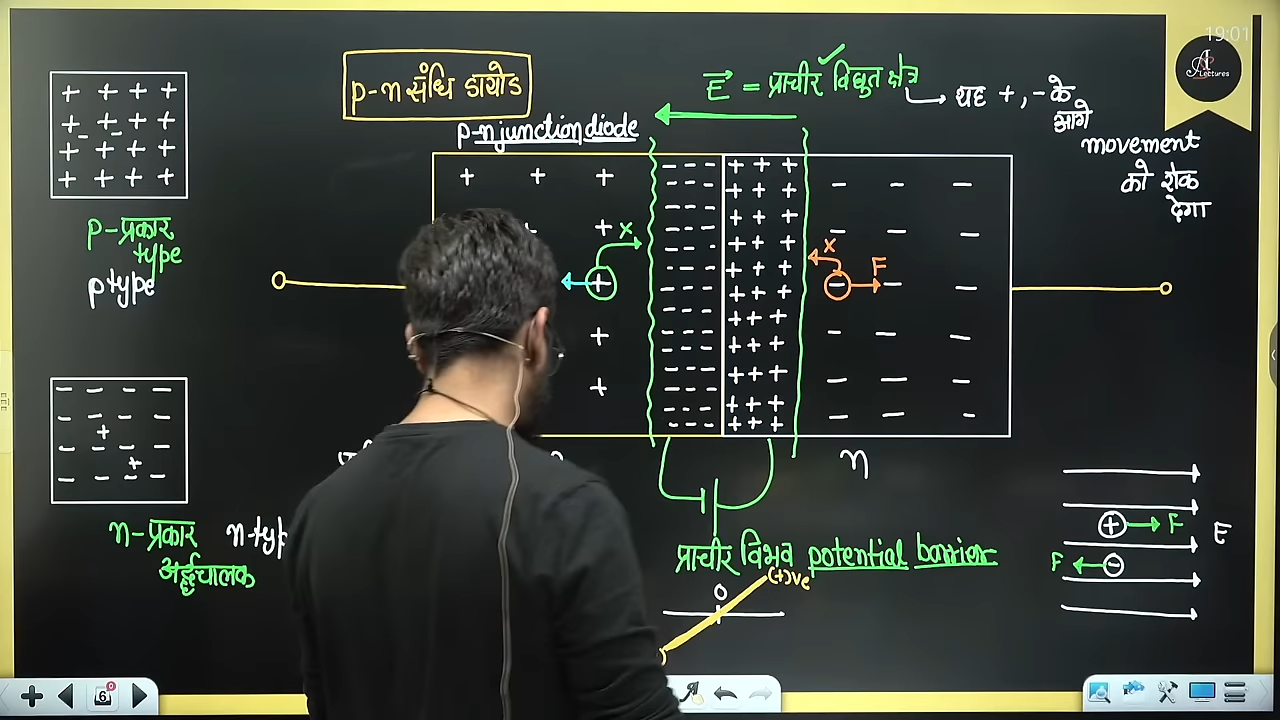 19:01
A Lectures
p-n संधि डायोड
p-n junction diode
E = प्राचीर विद्युत क्षेत्र
यह +, - के
आगे
movement
को रोक
देगा
p-प्रकार
type
p type
x
x
F
n
n-प्रकार
अर्द्धचालक
प्राचीर विभव potential barrier
0
(+)ve
F
F
E
6